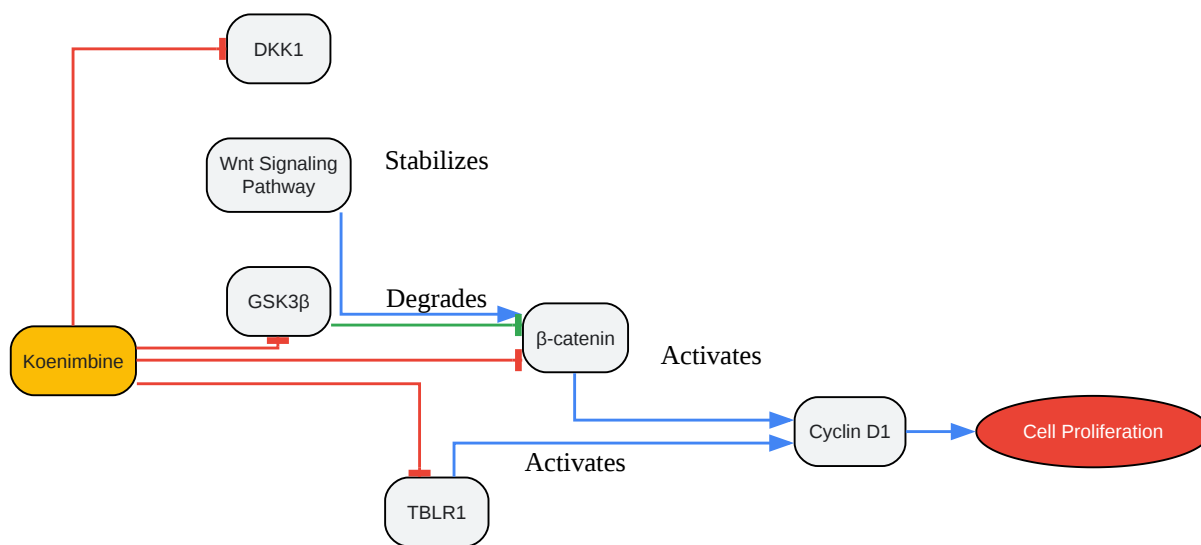 DKK1
Wnt Signaling
Pathway
Stabilizes
GSK3β
Degrades
β-catenin
Koenimbine
Activates
Cyclin D1
Cell Proliferation
Activates
TBLR1